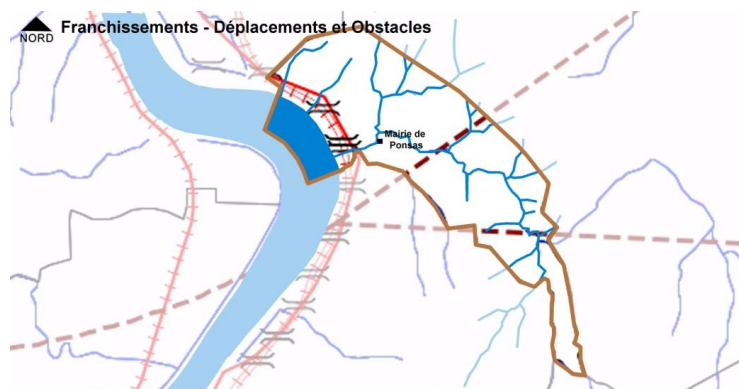 NORD
Franchissements - Déplacements et Obstacles
Mairie de
Ponsas